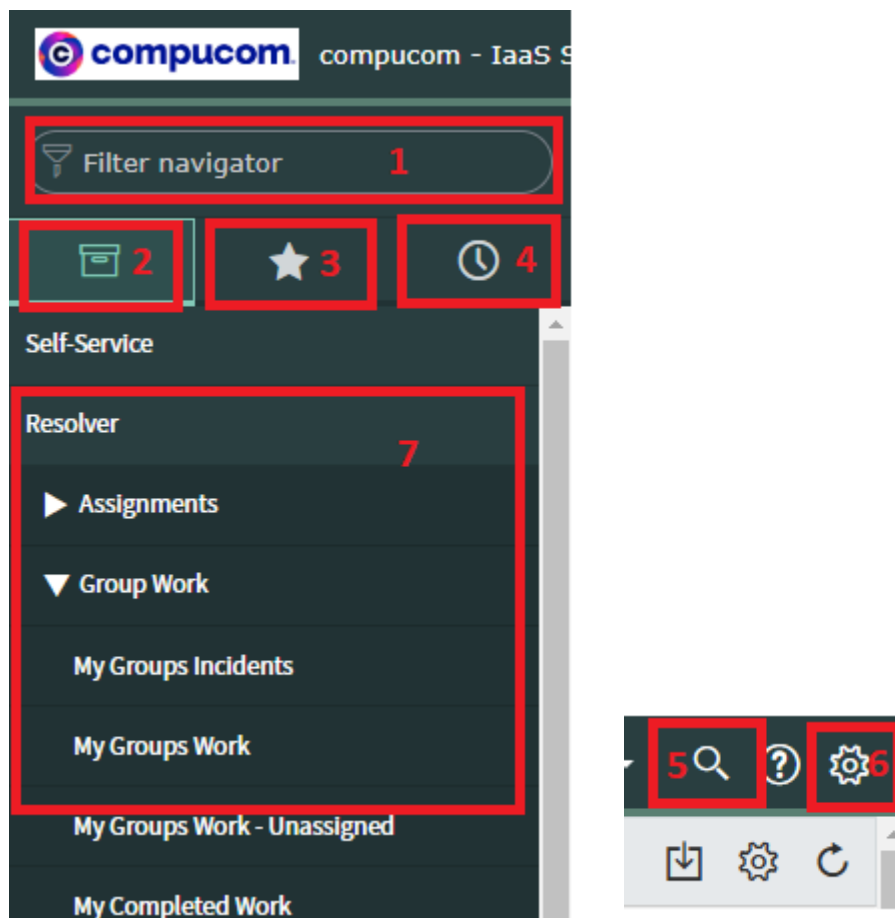 compucom. compucom - IaaS S
Filter navigator 1
2 3 4
Self-Service
Resolver
7
Assignments
Group Work
My Groups Incidents
My Groups Work
5 ? 6
My Groups Work - Unassigned
My Completed Work